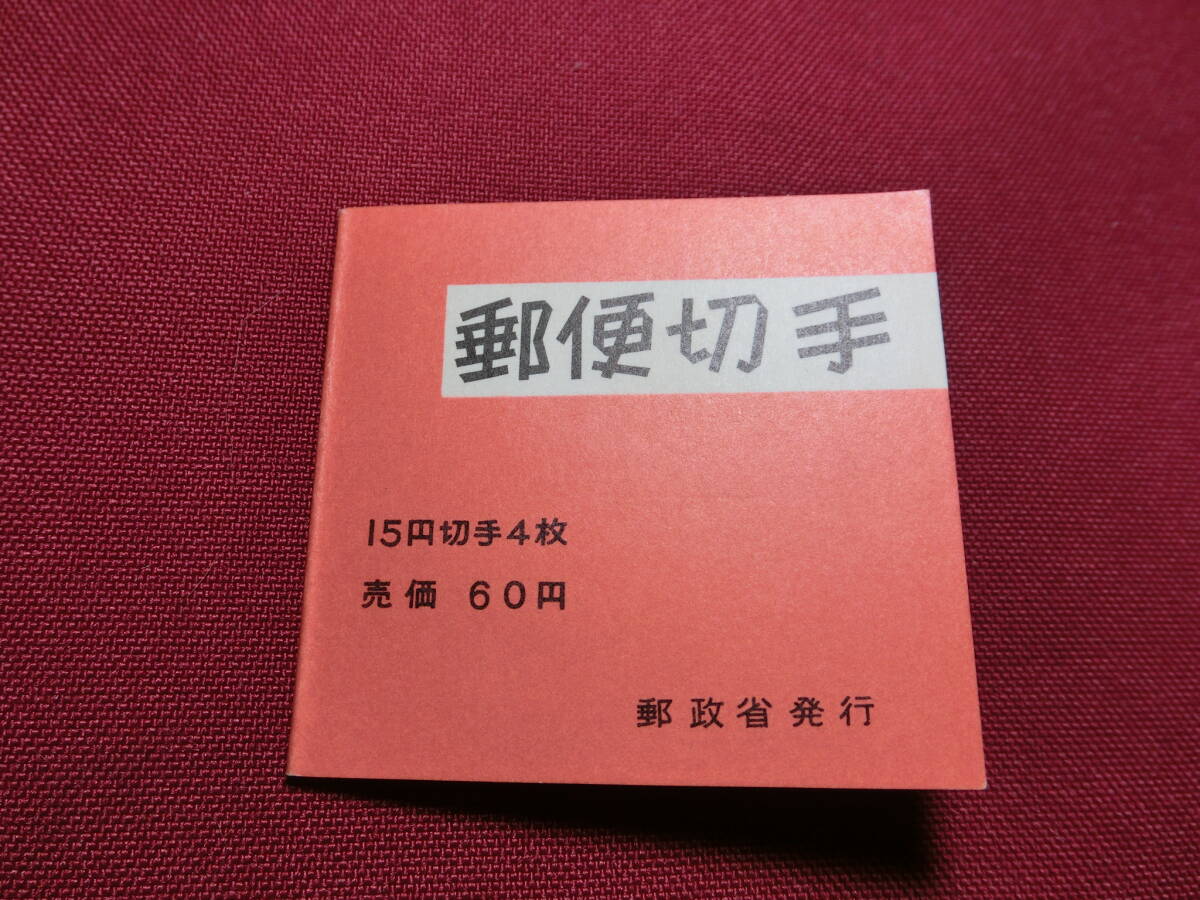 郵便切手
15円切手4枚
売価 60円
郵政省発行